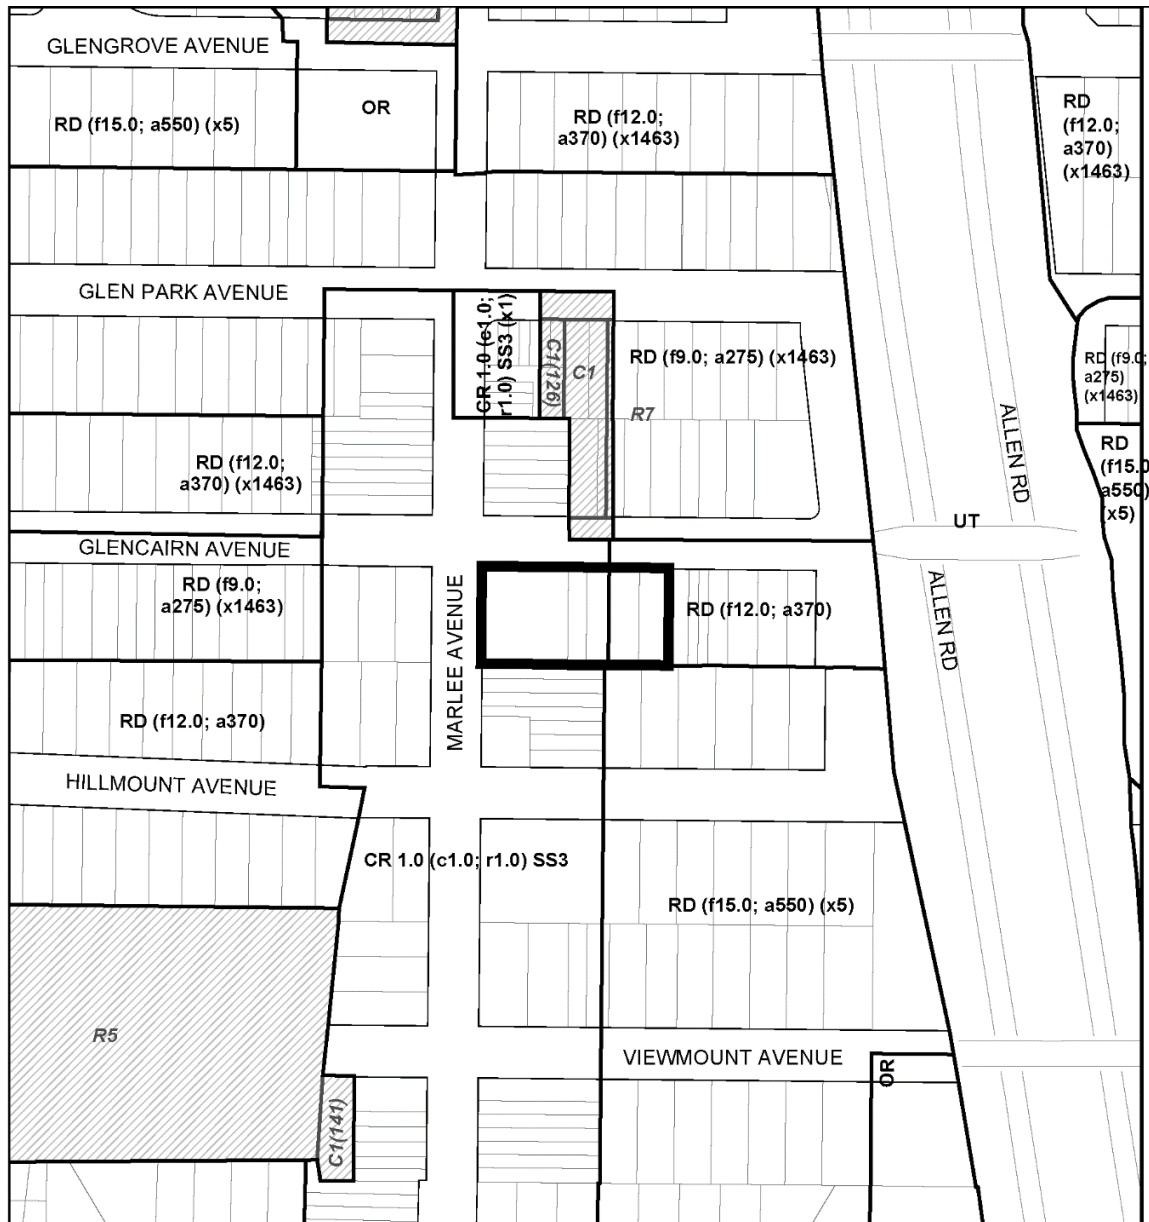 GLENGROVE AVENUE
RD (f15.0; a550) (x5)
OR
RD (f12.0;
a370) (x1463)
RD
(f12.0;
a370)
(x1463)
GLEN PARK AVENUE
CR 1.0 (c1.0;
r1.0) SS3 (x1)
C1(126)
C1
RD (f9.0; a275) (x1463)
R7
RD (f9.0;
a275)
(x1463)
ALLEN RD
RD (f12.0;
a370) (x1463)
RD
(f15.0
a550)
(x5)
UT
GLENCAIRN AVENUE
RD (f9.0;
a275) (x1463)
MARLEE AVENUE
RD (f12.0; a370)
ALLEN RD
RD (f12.0; a370)
HILLMOUNT AVENUE
CR 1.0 (c1.0; r1.0) SS3
RD (f15.0; a550) (x5)
R5
VIEWMOUNT AVENUE
OR
C1(141)